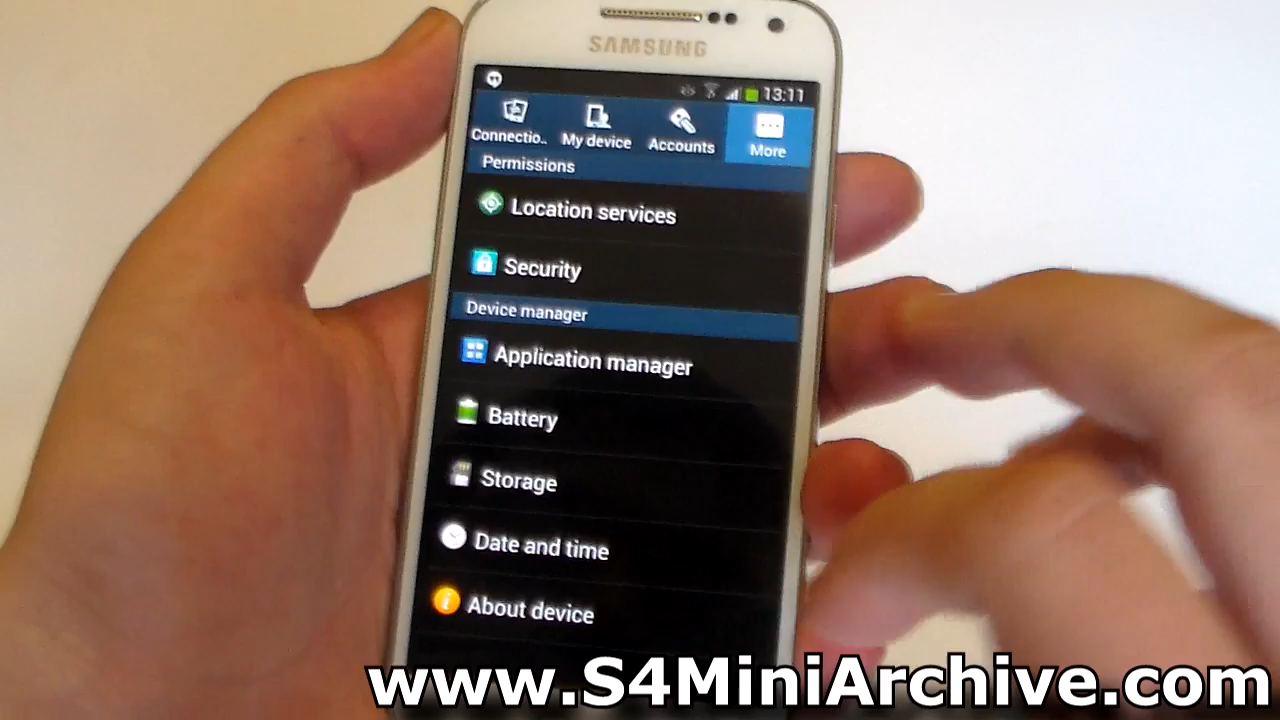 SAMSUNG
13:11
Connectio..
My device
Accounts
More
Permissions
Location services
Security
Device manager
Application manager
Battery
Storage
Date and time
About device
www.S4MiniArchive.com